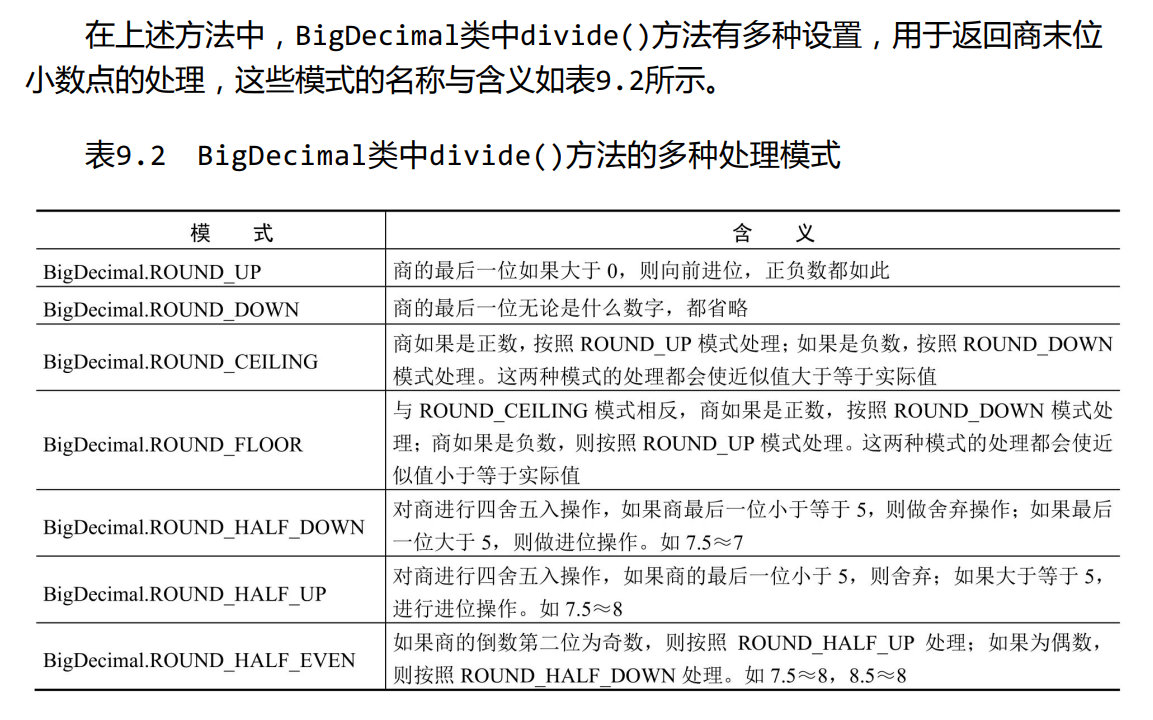 在上述方法中，BigDecimal类中divide()方法有多种设置，用于返回商末位
小数点的处理，这些模式的名称与含义如表9.2所示。
表9.2 BigDecimal类中divide()方法的多种处理模式
模 式 含 义
BigDecimal.ROUND_UP 商的最后一位如果大于 0，则向前进位，正负数都如此
BigDecimal.ROUND_DOWN 商的最后一位无论是什么数字，都省略
BigDecimal.ROUND_CEILING 商如果是正数，按照 ROUND_UP 模式处理；如果是负数，按照 ROUND_DOWN
模式处理。这两种模式的处理都会使近似值大于等于实际值
BigDecimal.ROUND_FLOOR 与 ROUND_CEILING 模式相反，商如果是正数，按照 ROUND_DOWN 模式处
理；商如果是负数，则按照 ROUND_UP 模式处理。这两种模式的处理都会使近
似值小于等于实际值
BigDecimal.ROUND_HALF_DOWN 对商进行四舍五入操作，如果商最后一位小于等于 5，则做舍弃操作；如果最后
一位大于 5，则做进位操作。如 7.5≈7
BigDecimal.ROUND_HALF_UP 对商进行四舍五入操作，如果商的最后一位小于 5，则舍弃；如果大于等于 5，
进行进位操作。如 7.5≈8
BigDecimal.ROUND_HALF_EVEN 如果商的倒数第二位为奇数，则按照 ROUND_HALF_UP 处理；如果为偶数，
则按照 ROUND_HALF_DOWN 处理。如 7.5≈8，8.5≈8